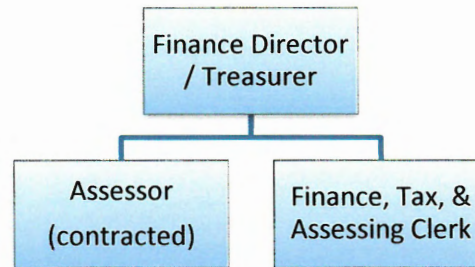 Finance Director
/ Treasurer
Assessor
(contracted)
Finance, Tax, &
Assessing Clerk